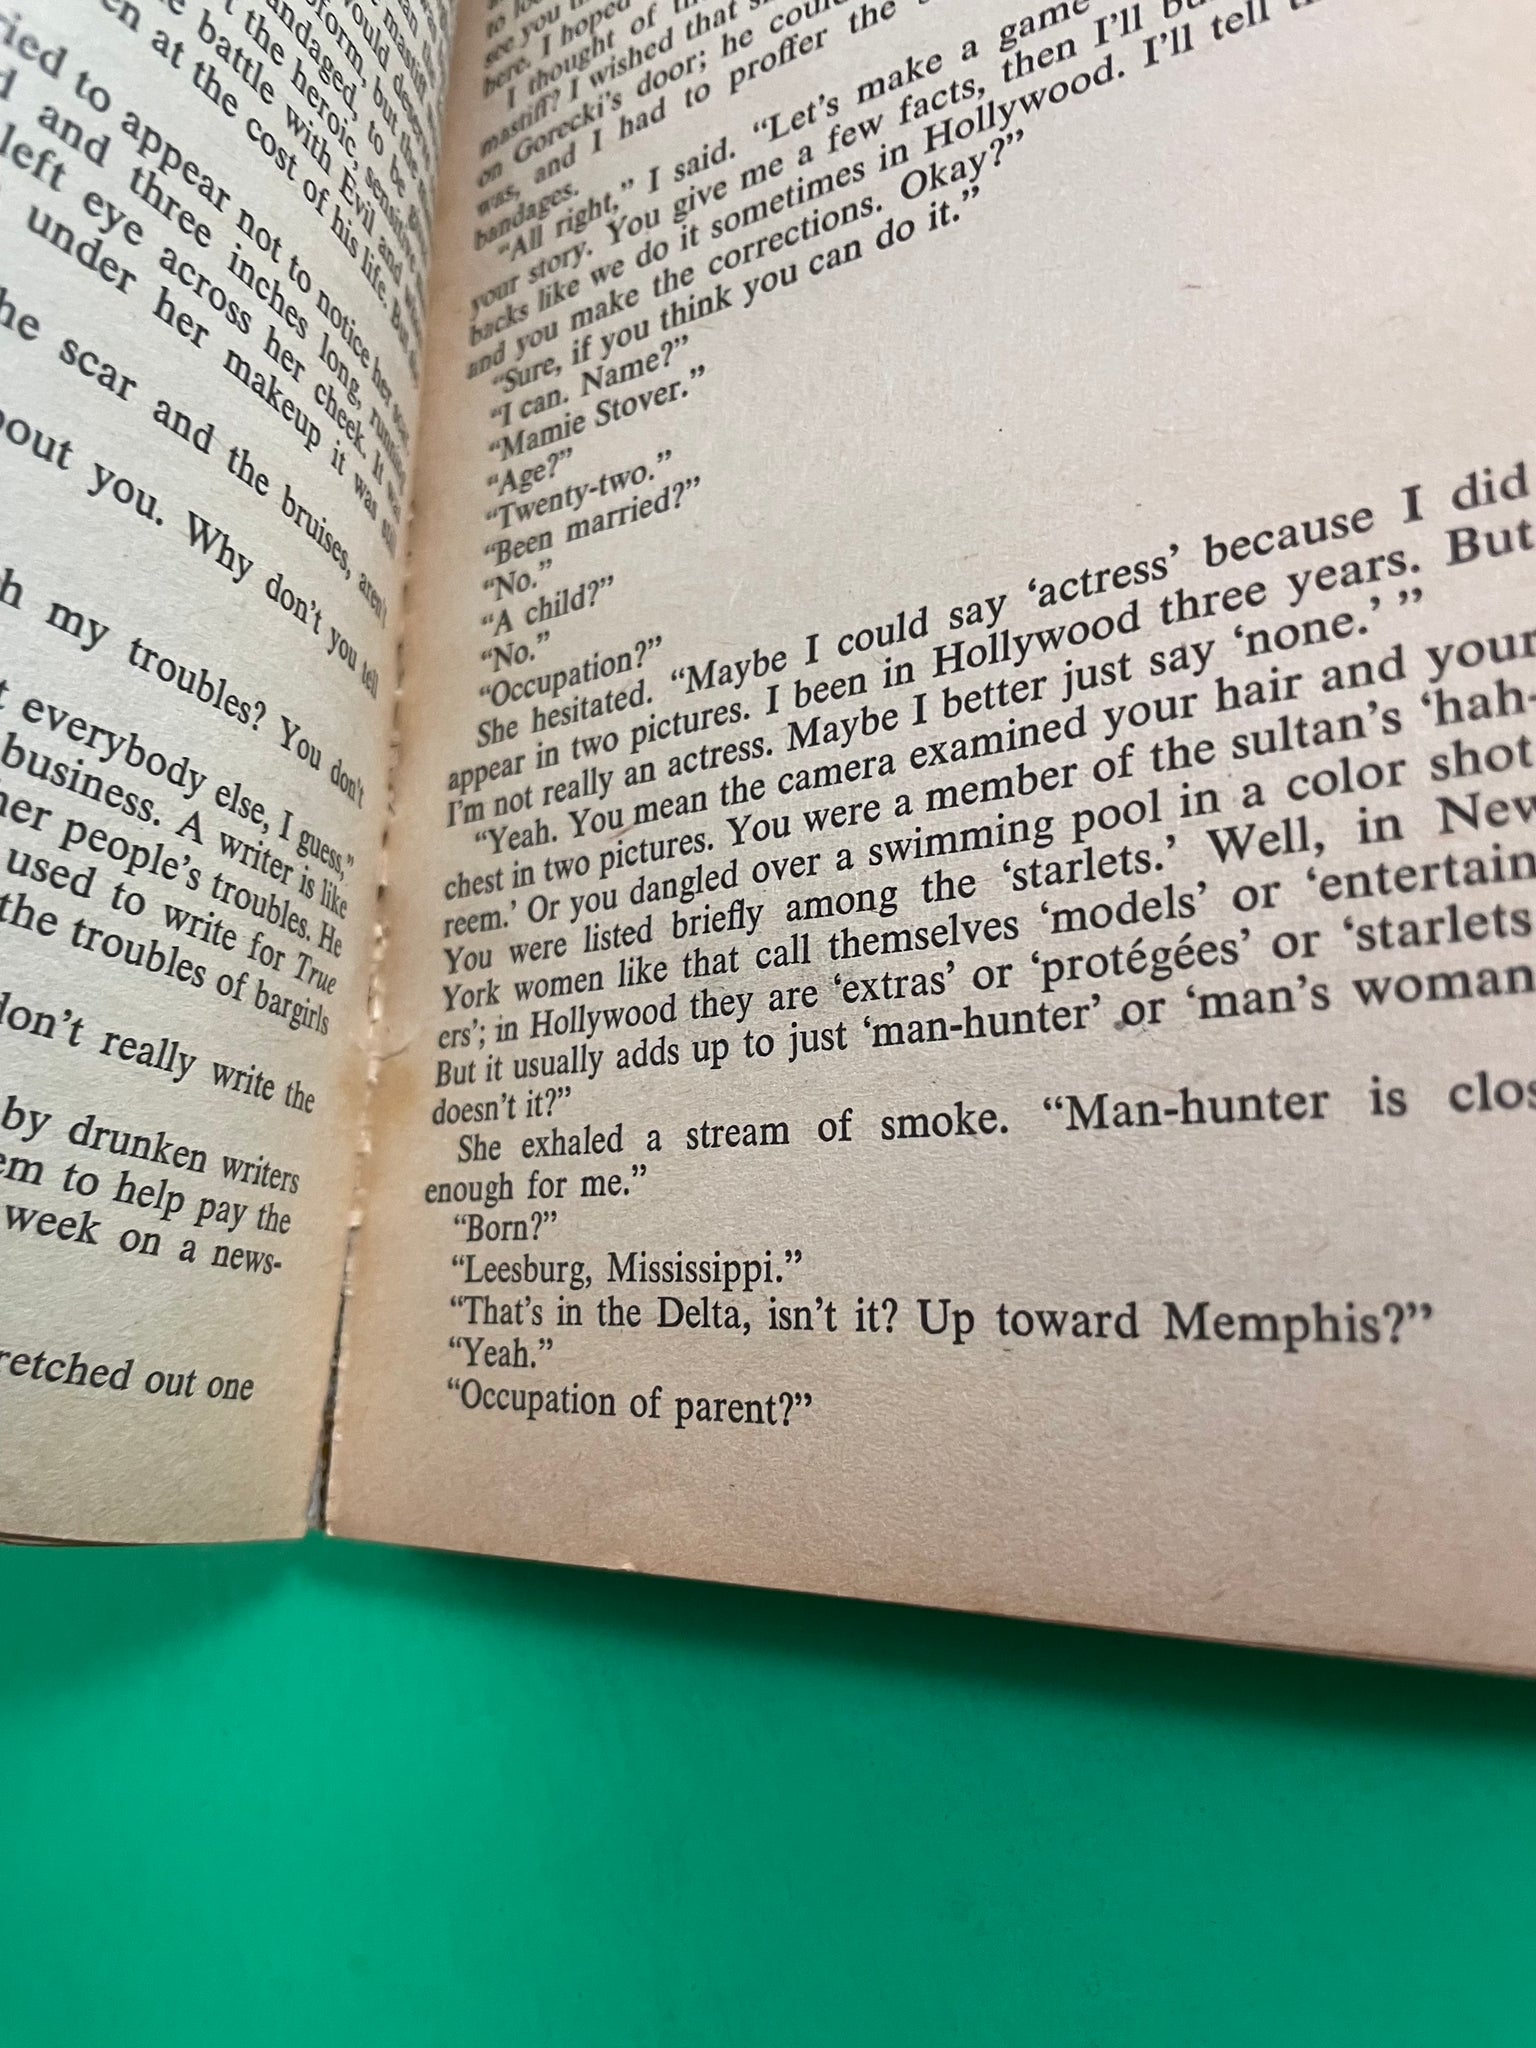 ried to appear not to notice her scar.
and three inches long, running
left eye across her cheek. It was
under her makeup it was still
he scar and the bruises, aren't
bout you. Why don't you tell
h my troubles? You don't
t everybody else, I guess,"
business. A writer is like
her people's troubles. He
used to write for True
the troubles of bargirls
don't really write the
by drunken writers
em to help pay the
week on a news-
retched out one
see you
here. I hoped
I thought of
mastiff? I wished that
on Gorecki's door; he
was, and I had to proffer the
bandages.
"All right," I said. "Let's make a game
your story. You give me a few facts, then I'll
backs like we do it sometimes in Hollywood. I'll tell
and you make the corrections. Okay?"
"Sure, if you think you can do it."
"I can. Name?"
"Mamie Stover."
"Age?"
"Twenty-two."
"Been married?"
"No."
"A child?"
"No."
"Occupation?"
She hesitated. "Maybe I could say 'actress' because I did
appear in two pictures. I been in Hollywood three years. But
I'm not really an actress. Maybe I better just say 'none.' "
"Yeah. You mean the camera examined your hair and your
chest in two pictures. You were a member of the sultan's 'hah-
reem.' Or you dangled over a swimming pool in a color shot
You were listed briefly among the 'starlets.' Well, in New
York women like that call themselves 'models' or 'entertain
ers'; in Hollywood they are 'extras' or 'protégées' or 'starlets
But it usually adds up to just 'man-hunter' or 'man's woman
doesn't it?"
She exhaled a stream of smoke. "Man-hunter is clos
enough for me."
"Born?"
"Leesburg, Mississippi."
"That's in the Delta, isn't it? Up toward Memphis?"
"Yeah."
"Occupation of parent?"